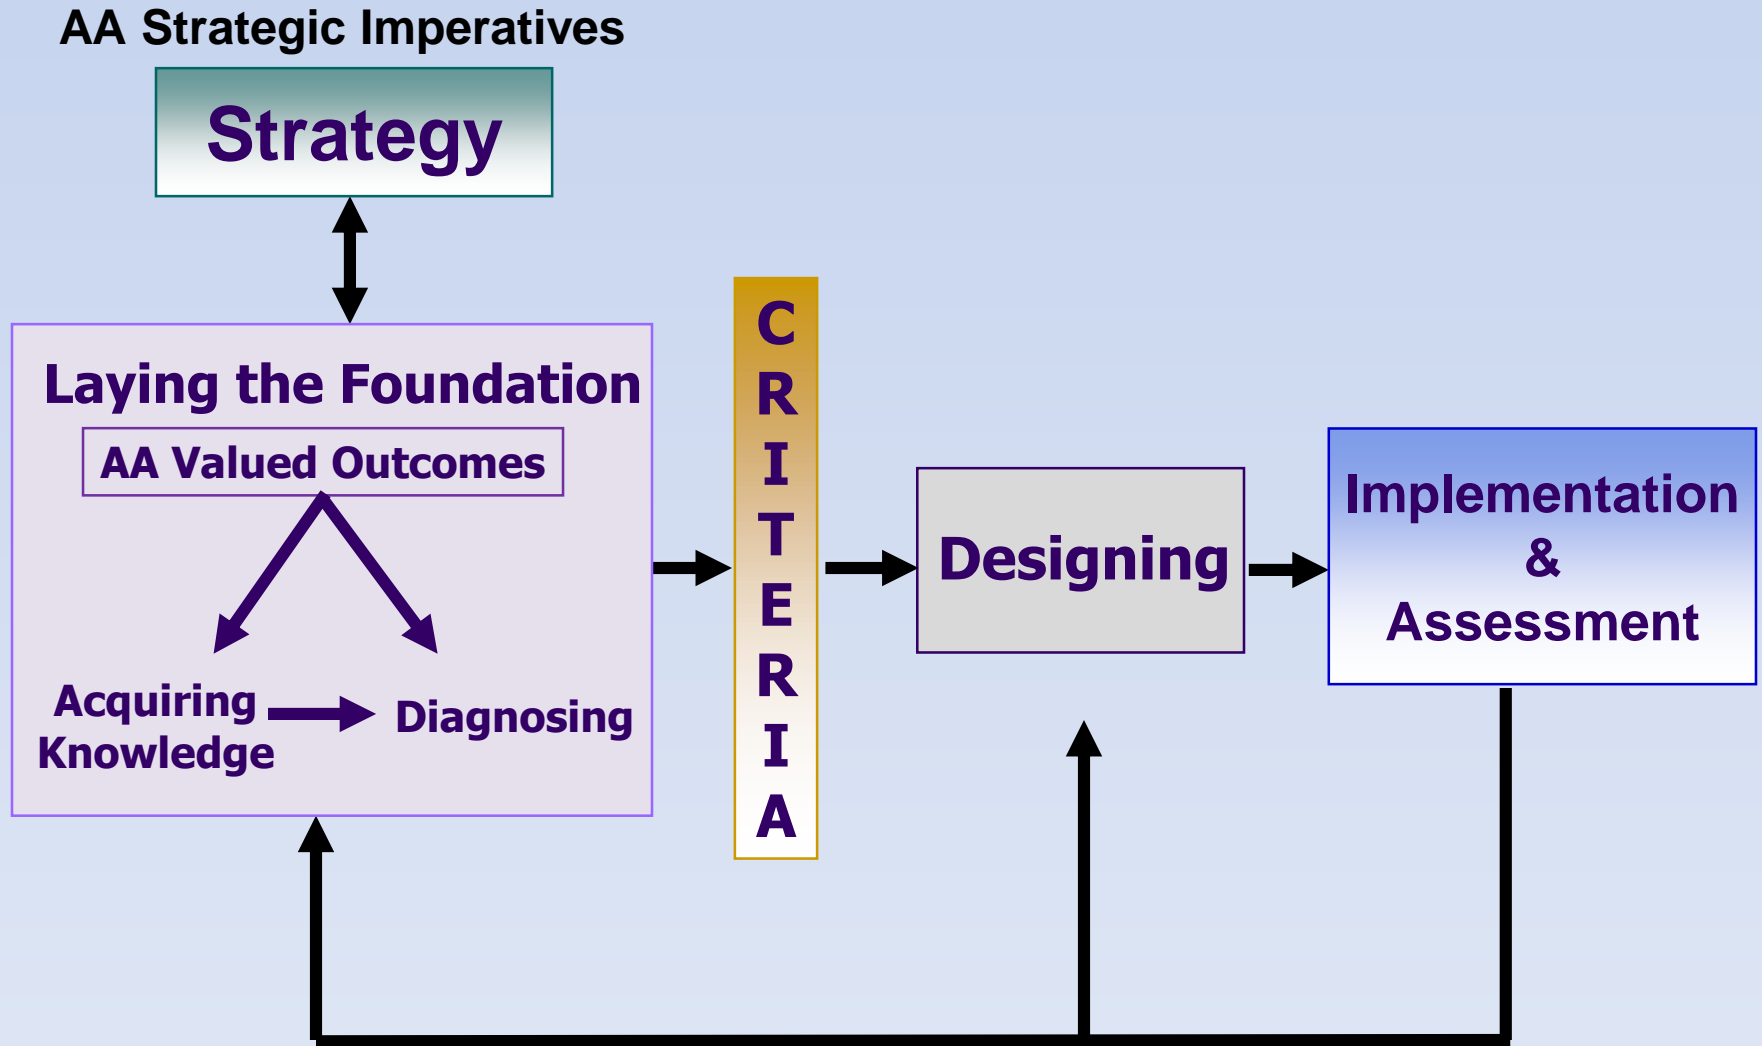 AA Strategic Imperatives
Strategy
Laying the Foundation
AA Valued Outcomes
Acquiring
Knowledge
Diagnosing
C
R
I
T
E
R
I
A
Designing
Implementation
&
Assessment